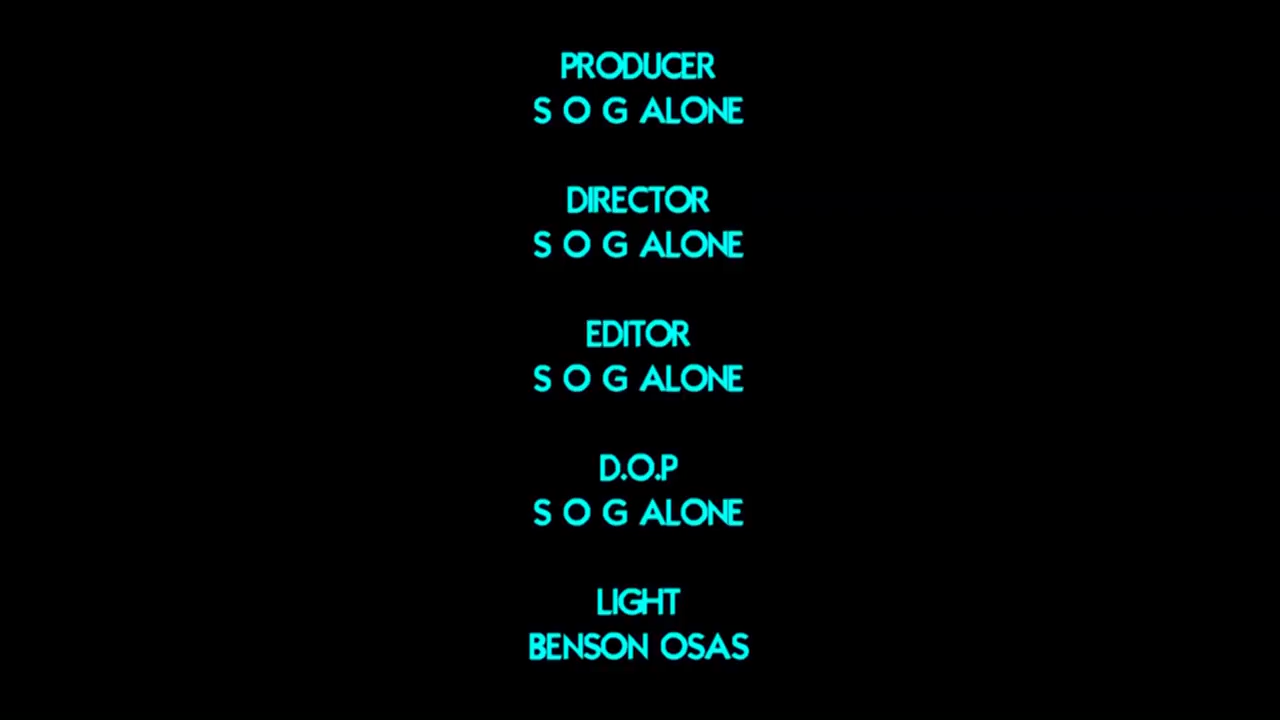 PRODUCER
S O G ALONE
DIRECTOR
S O G ALONE
EDITOR
S O G ALONE
D.O.P
S O G ALONE
LIGHT
BENSON OSAS